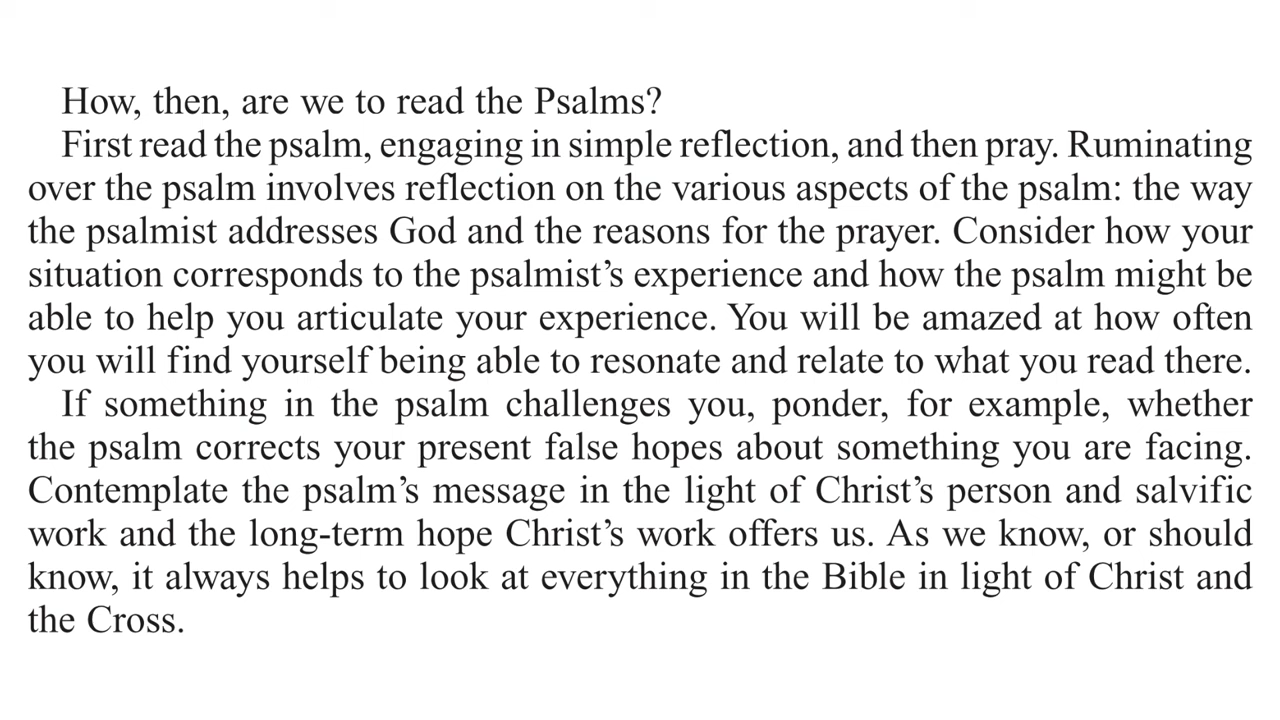 How, then, are we to read the Psalms?
First read the psalm, engaging in simple reflection, and then pray. Ruminating
over the psalm involves reflection on the various aspects of the psalm: the way
the psalmist addresses God and the reasons for the prayer. Consider how your
situation corresponds to the psalmist’s experience and how the psalm might be
able to help you articulate your experience. You will be amazed at how often
you will find yourself being able to resonate and relate to what you read there.
If something in the psalm challenges you, ponder, for example, whether
the psalm corrects your present false hopes about something you are facing.
Contemplate the psalm’s message in the light of Christ’s person and salvific
work and the long-term hope Christ’s work offers us. As we know, or should
know, it always helps to look at everything in the Bible in light of Christ and
the Cross.